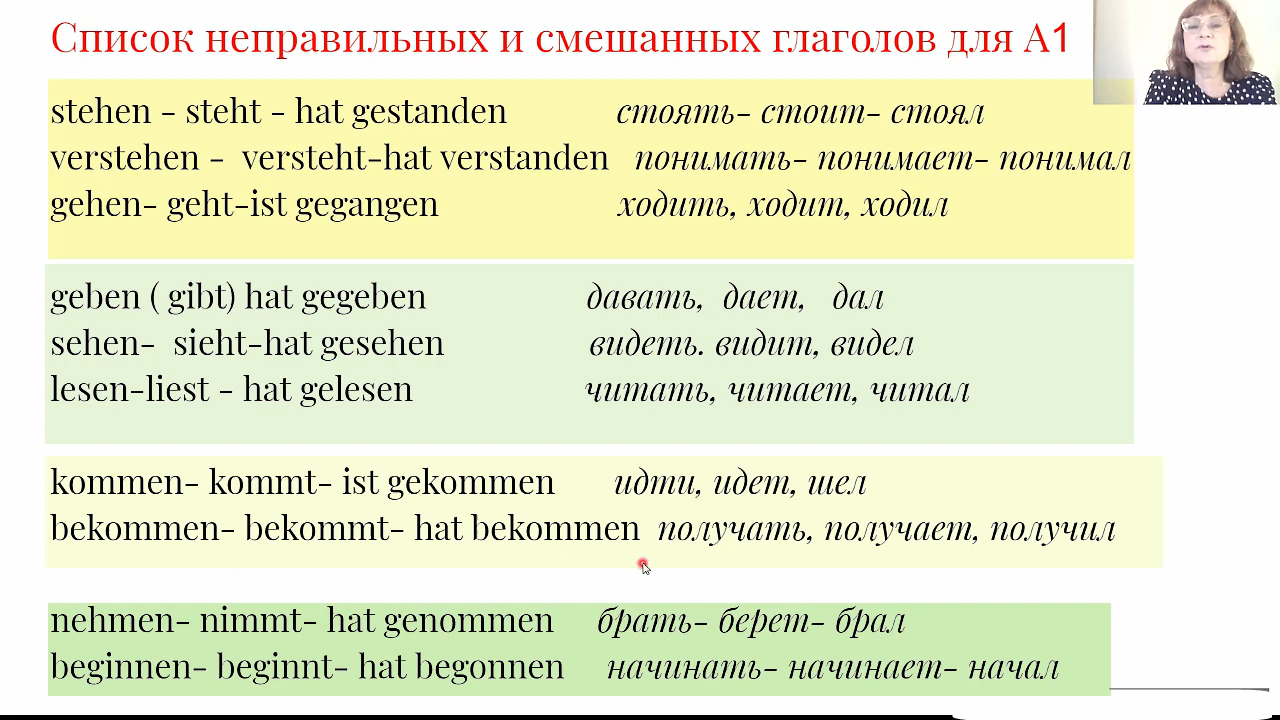 Список неправильных и смешанных глаголов для А1
stehen - steht - hat gestanden стоять- стоит- стоял
verstehen - versteht-hat verstanden понимать- понимает- понимал
gehen- geht-ist gegangen ходить, ходит, ходил
geben ( gibt) hat gegeben давать, дает, дал
sehen- sieht-hat gesehen видеть. видит, видел
lesen-liest - hat gelesen читать, читает, читал
kommen- kommt- ist gekommen идти, идет, шел
bekommen- bekommt- hat bekommen получать, получает, получил
nehmen- nimmt- hat genommen брать- берет- брал
beginnen- beginnt- hat begonnen начинать- начинает- начал